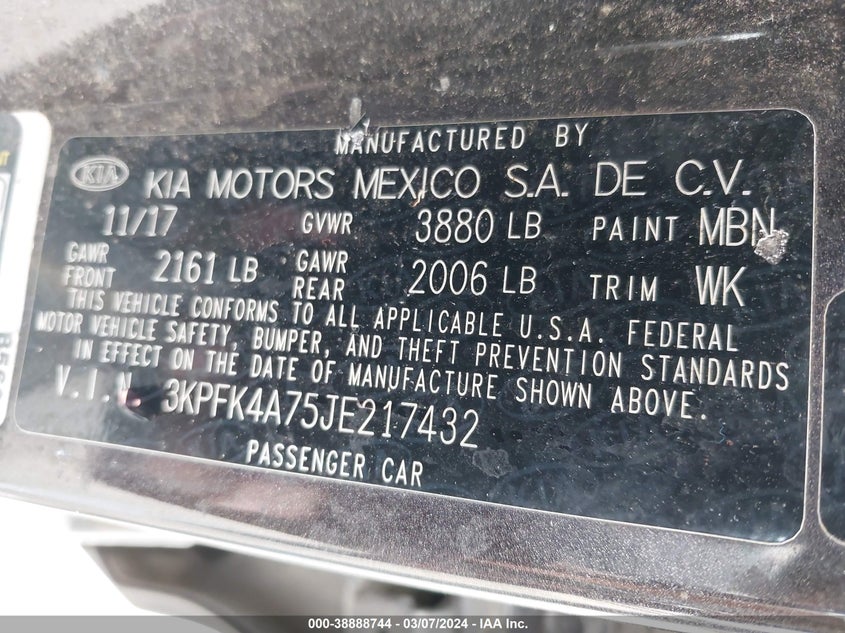 MANUFACTURED BY
KIA KIA MOTORS MEXICO S.A. DE C.V.
11/17 GVWR 3880 LB PAINT MBN
GAWR FRONT 2161 LB GAWR REAR 2006 LB TRIM WK
THIS VEHICLE CONFORMS TO ALL APPLICABLE U.S.A. FEDERAL
MOTOR VEHICLE SAFETY, BUMPER, AND THEFT PREVENTION STANDARDS
IN EFFECT ON THE DATE OF MANUFACTURE SHOWN ABOVE.
V.I.N. 3KPFK4A75JE217432
PASSENGER CAR
000-38888744 - 03/07/2024 - IAA Inc.